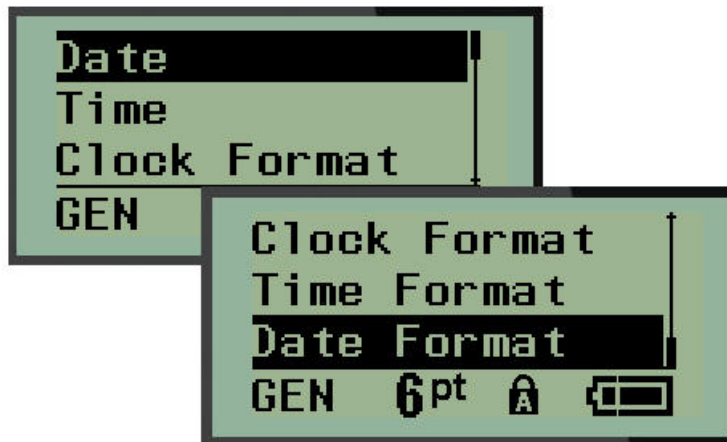 Date
Time
Clock Format
GEN
Clock Format
Time Format
Date Format
GEN 6pt A